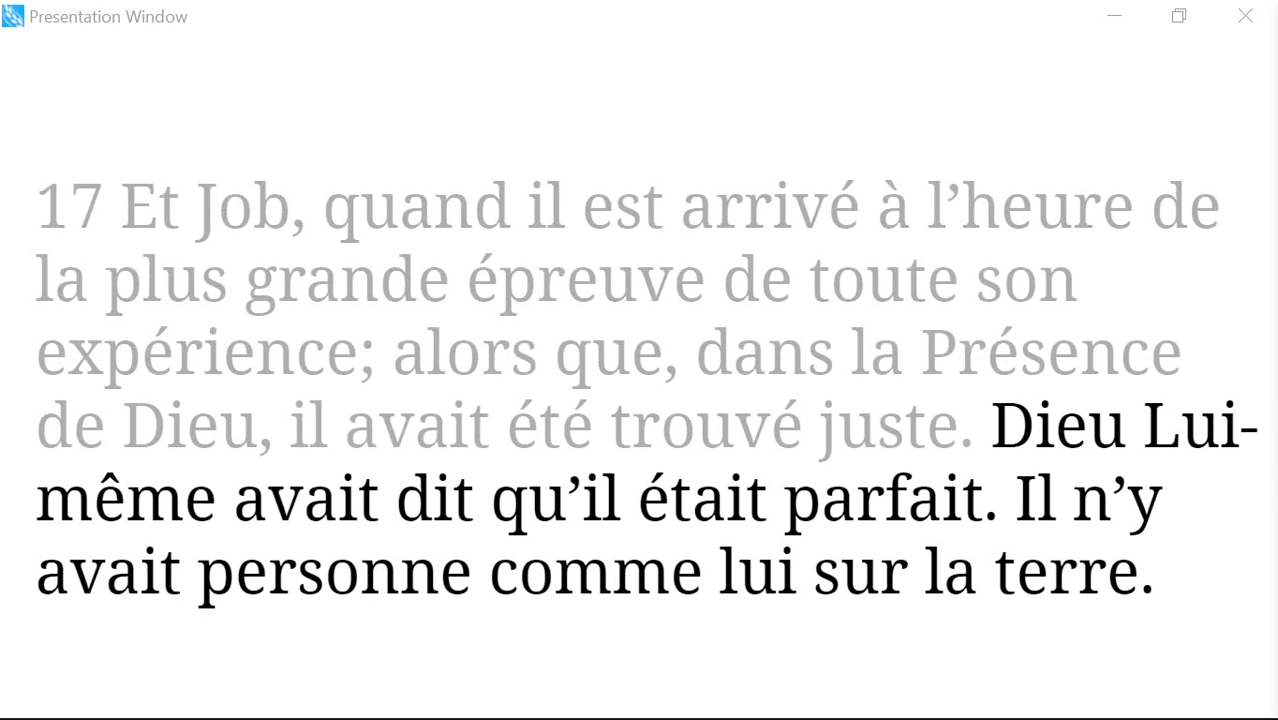 Presentation Window
17 Et Job, quand il est arrivé à l’heure de
la plus grande épreuve de toute son
expérience; alors que, dans la Présence
de Dieu, il avait été trouvé juste. Dieu Lui-
même avait dit qu’il était parfait. Il n’y
avait personne comme lui sur la terre.